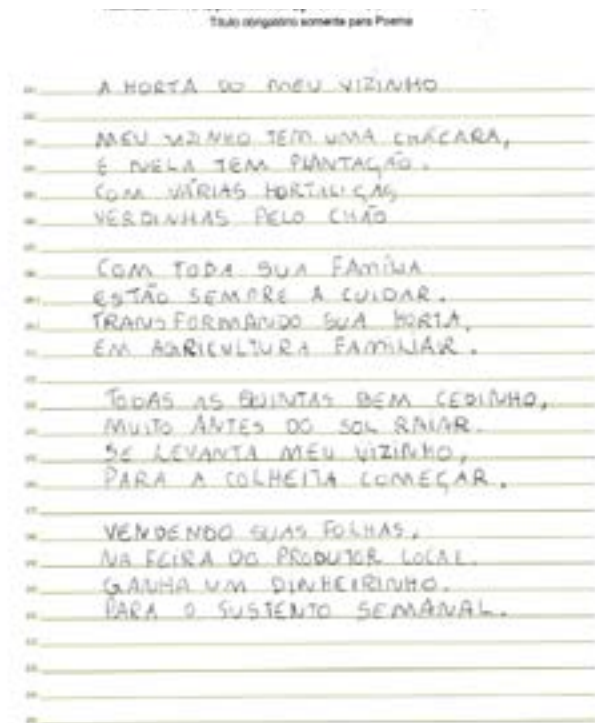 Título obrigatório somente para Poema
A HORTA DO MEU VIZINHO
MEU VIZINHO TEM UMA CHÁCARA,
E NELA TEM PLANTAÇÃO.
COM VÁRIAS HORTALIÇAS
VERDINHAS PELO CHÃO
COM TODA SUA FAMÍLIA
ESTÃO SEMPRE A CUIDAR.
TRANSFORMANDO SUA HORTA,
EM AGRICULTURA FAMILIAR.
TODAS AS QUINTAS BEM CEDINHO,
MUITO ANTES DO SOL RAIAR.
SE LEVANTA MEU VIZINHO,
PARA A COLHEITA COMEÇAR.
VENDENDO SUAS FOLHAS,
NA FEIRA DO PRODUTOR LOCAL.
GANHA UM DINHEIRINHO.
PARA O SUSTENTO SEMANAL.